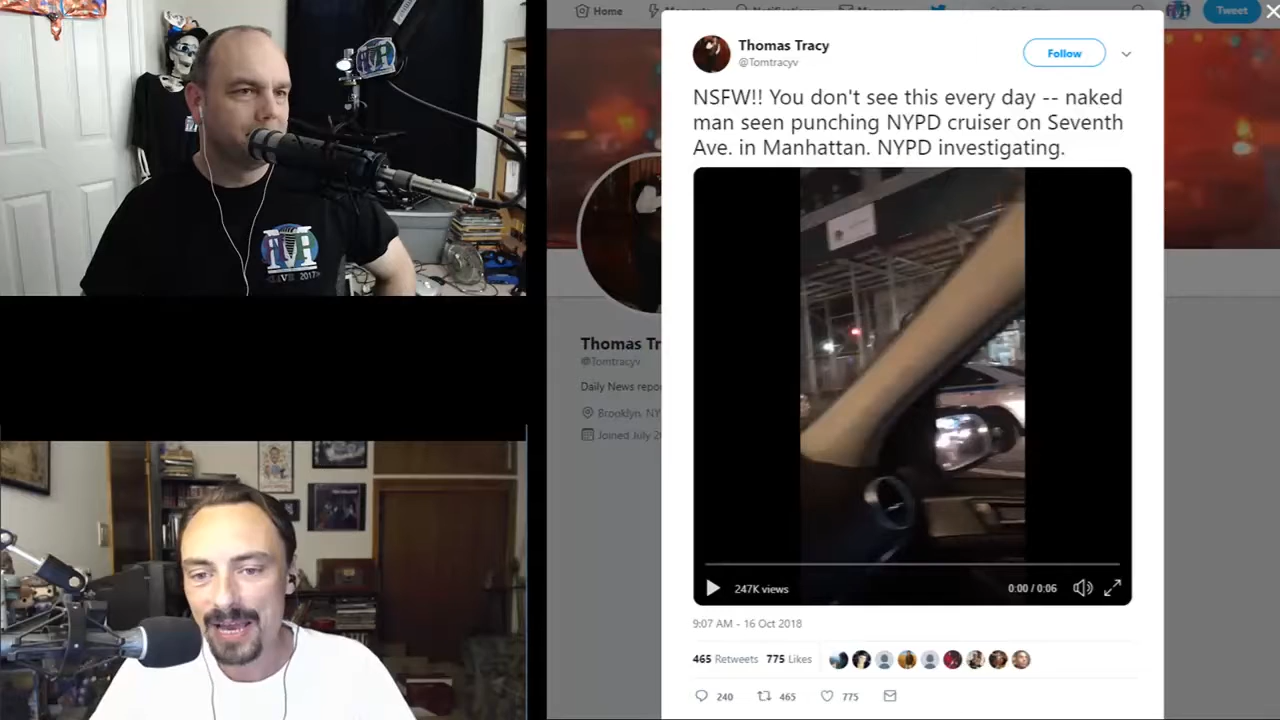 Home
Tweet
Thomas Tracy
@Tomtracyv
Follow
NSFW!! You don't see this every day -- naked
man seen punching NYPD cruiser on Seventh
Ave. in Manhattan. NYPD investigating.
247K views
0:00 / 0:06
9:07 AM - 16 Oct 2018
465 Retweets 775 Likes
240 465 775
Thomas Tr
@Tomtracyv
Daily News repo
Brooklyn, NY
Joined July 2
LIVE 2017